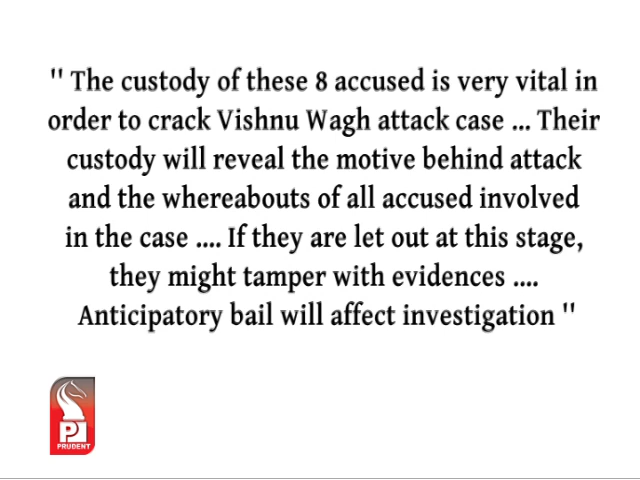 " The custody of these 8 accused is very vital in
order to crack Vishnu Wagh attack case ... Their
custody will reveal the motive behind attack
and the whereabouts of all accused involved
in the case .... If they are let out at this stage,
they might tamper with evidences ....
Anticipatory bail will affect investigation "
P
PRUDENT